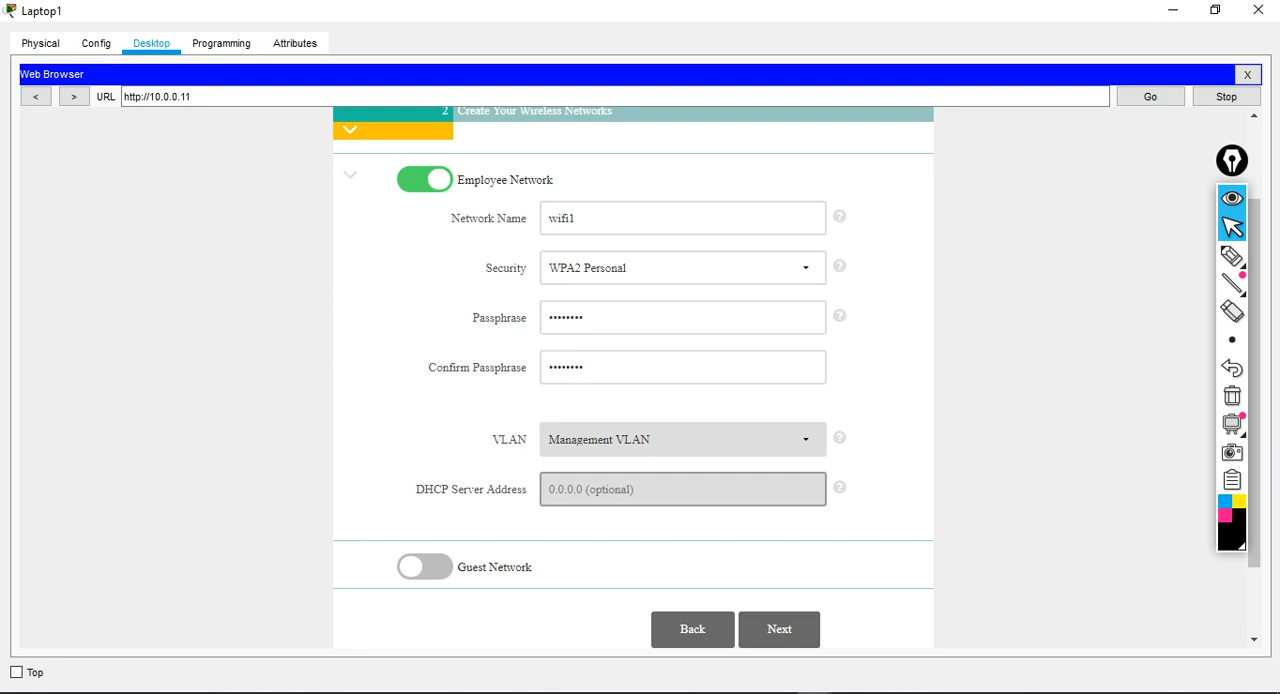 Laptop1
Physical Config Desktop Programming Attributes
Web Browser X
< > URL http://10.0.0.11 Go Stop
2 Create Your Wireless Networks
Employee Network
Network Name wifi1 ?
Security WPA2 Personal ?
Passphrase •••••••• ?
Confirm Passphrase ••••••••
VLAN Management VLAN ?
DHCP Server Address 0.0.0.0 (optional) ?
Guest Network
Back Next
Top